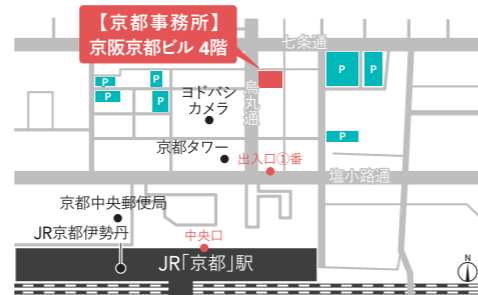 【京都事務所】
京阪京都ビル 4階
七条通
P
P
P
P
P
P
P
烏丸通
ヨドバシ
カメラ
京都タワー
出入口①番
塩小路通
京都中央郵便局
JR京都伊勢丹
中央口
JR「京都」駅
N